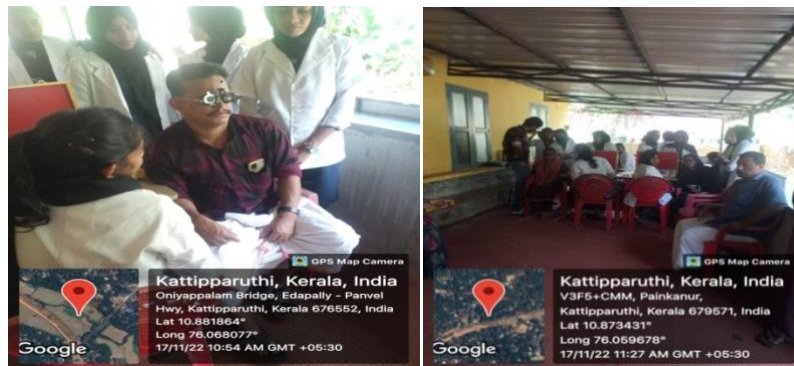 GPS Map Camera
Kattipparuthi, Kerala, India
Oniyappalam Bridge, Edapally - Panvel
Hwy, Kattipparuthi, Kerala 676552, India
Lat 10.881864°
Long 76.068077°
17/11/22 10:54 AM GMT +05:30
Google
GPS Map Camera
Kattipparuthi, Kerala, India
V3F5+CMM, Painkanur,
Kattipparuthi, Kerala 679571, India
Lat 10.873431°
Long 76.059678°
17/11/22 11:27 AM GMT +05:30
Google